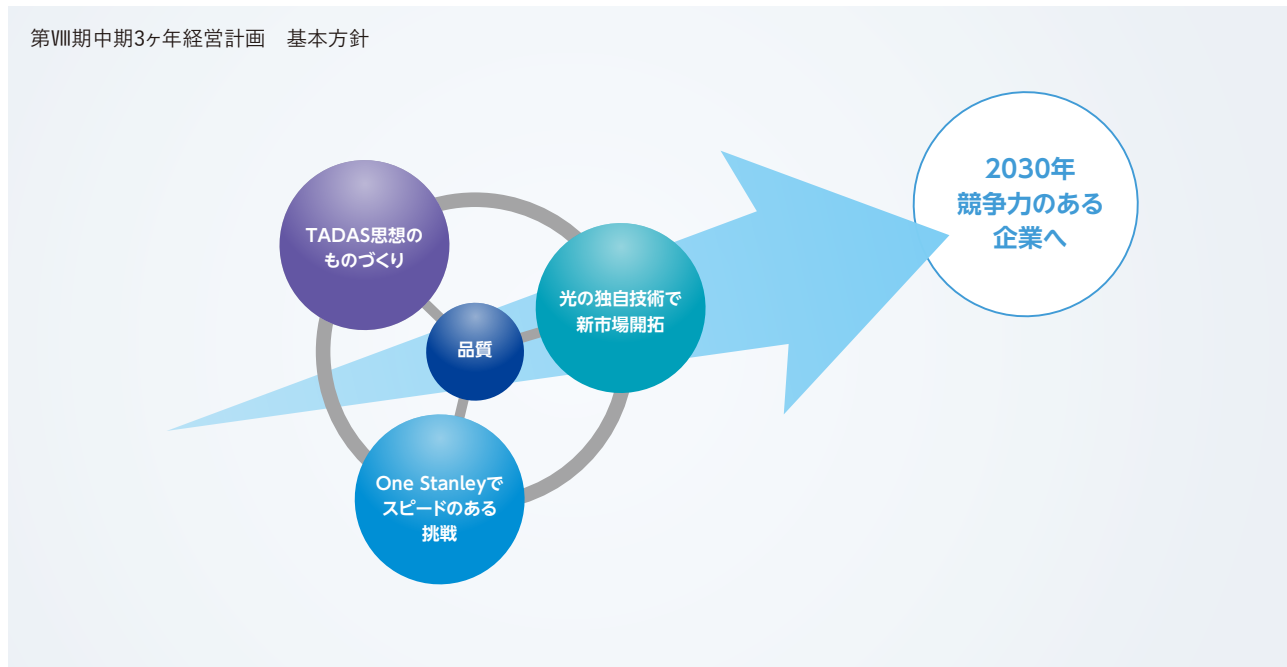 第Ⅷ期中期3ヶ年経営計画　基本方針
TADAS思想の
ものづくり
光の独自技術で
新市場開拓
品質
One Stanleyで
スピードのある
挑戦
2030年
競争力のある
企業へ